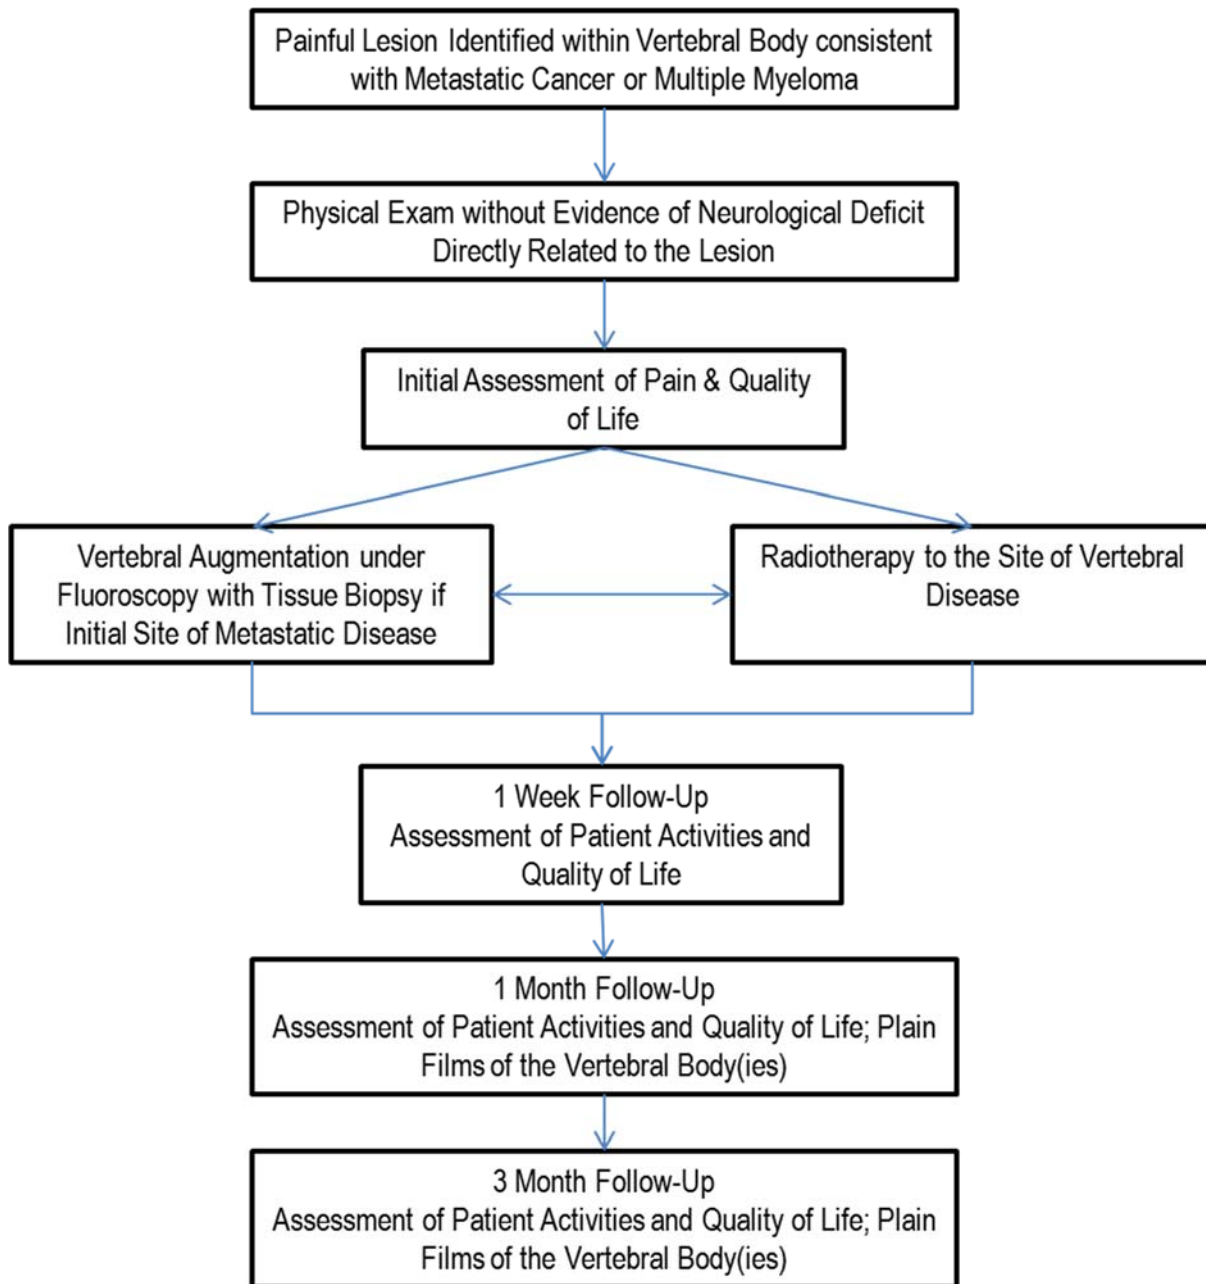 Painful Lesion Identified within Vertebral Body consistent
with Metastatic Cancer or Multiple Myeloma
Physical Exam without Evidence of Neurological Deficit
Directly Related to the Lesion
Initial Assessment of Pain & Quality
of Life
Vertebral Augmentation under
Fluoroscopy with Tissue Biopsy if
Initial Site of Metastatic Disease
Radiotherapy to the Site of Vertebral
Disease
1 Week Follow-Up
Assessment of Patient Activities and
Quality of Life
1 Month Follow-Up
Assessment of Patient Activities and Quality of Life; Plain
Films of the Vertebral Body(ies)
3 Month Follow-Up
Assessment of Patient Activities and Quality of Life; Plain
Films of the Vertebral Body(ies)